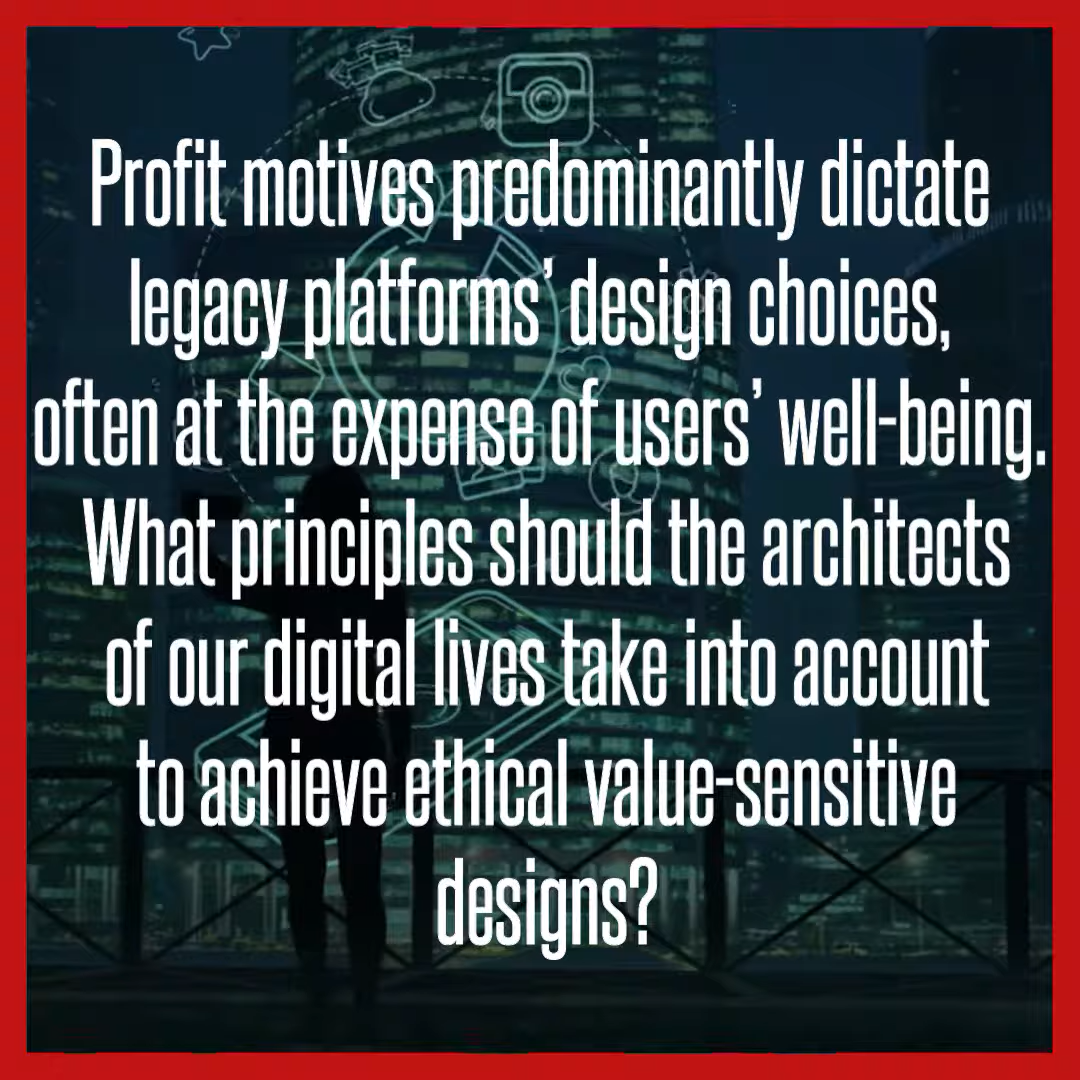 Profit motives predominantly dictate
legacy platforms’ design choices,
often at the expense of users’ well-being.
What principles should the architects
of our digital lives take into account
to achieve ethical value-sensitive
designs?